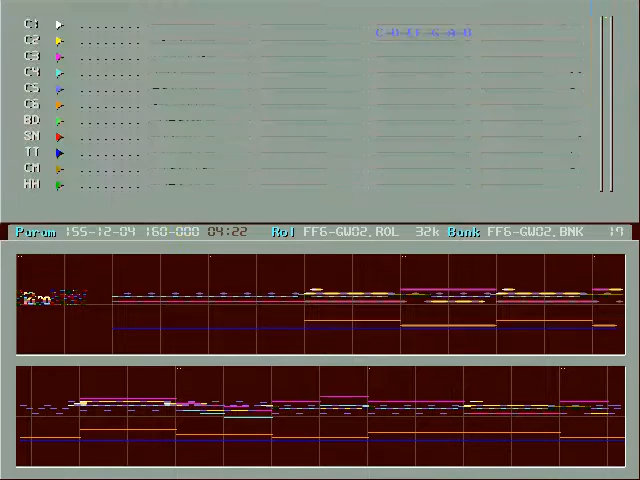 C1
C-D-EF-G-A-B
C2
C3
C4
C5
C6
BD
SN
TT
CM
HH
Param 155-12-04 160-000 04:22 Rol FF6-GW02.ROL 32k Bank FF6-GW02.BNK 17